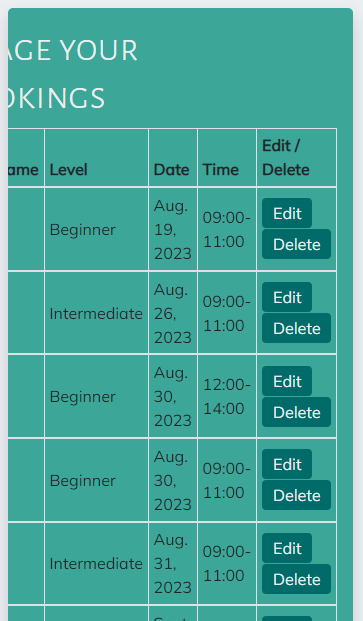 AGE YOUR
OKINGS
ame Level Date Time Edit /
Delete
Beginner Aug.
19,
2023 09:00-
11:00 Edit
Delete
Intermediate Aug.
26,
2023 09:00-
11:00 Edit
Delete
Beginner Aug.
30,
2023 12:00-
14:00 Edit
Delete
Beginner Aug.
30,
2023 09:00-
11:00 Edit
Delete
Intermediate Aug.
31,
2023 09:00-
11:00 Edit
Delete